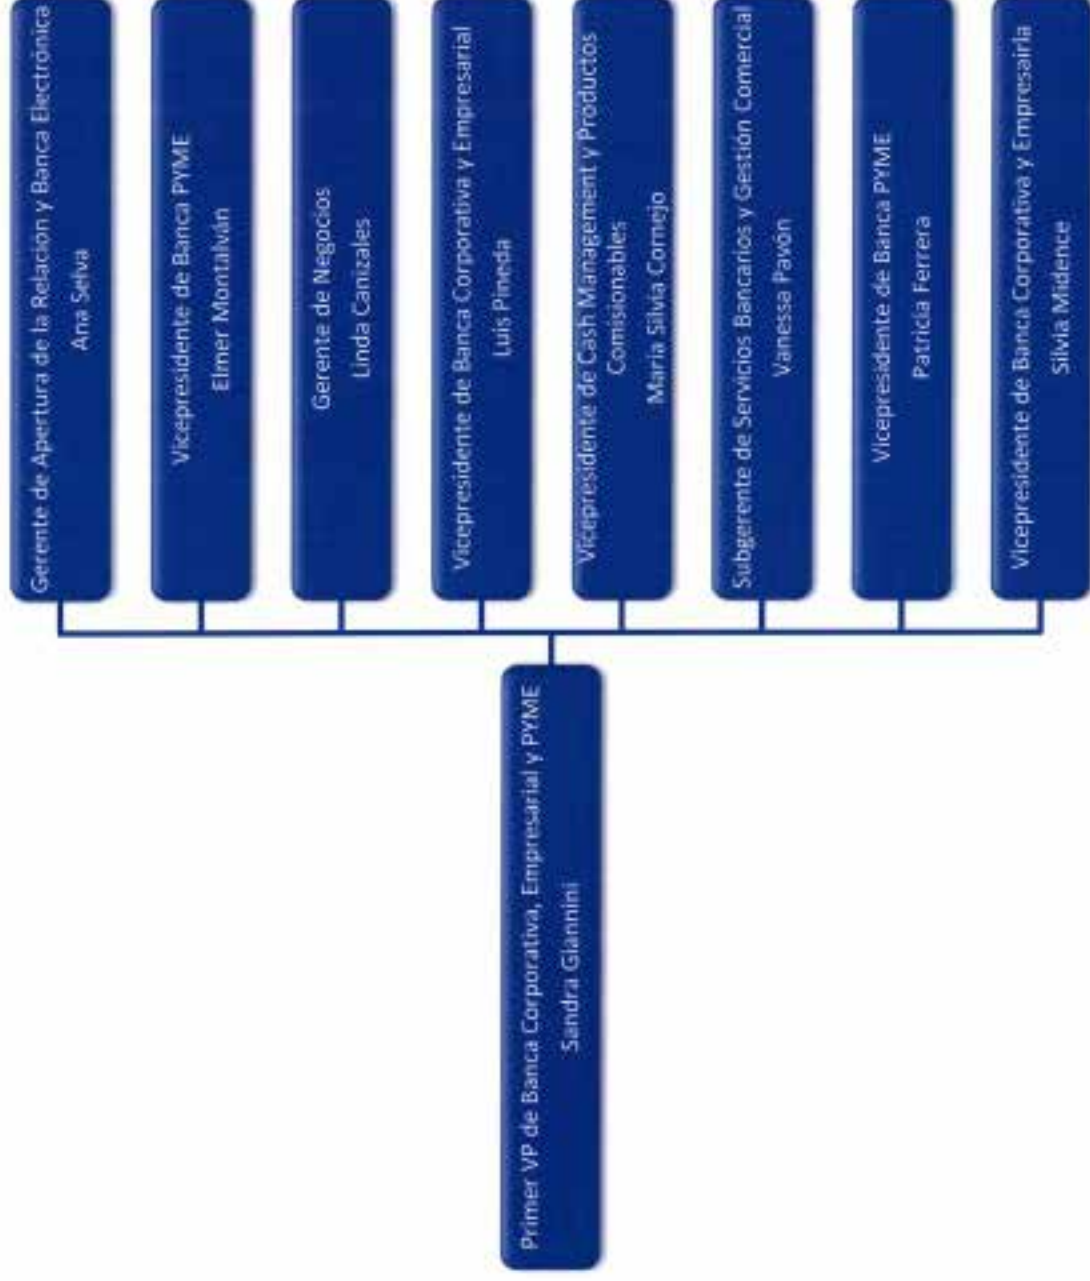 Primer VP de Banca Corporativa, Empresarial y PYME
Sandra Giannini
Gerente de Apertura de la Relación y Banca Electrónica
Ana Selva
Vicepresidente de Banca PYME
Elmer Montalván
Gerente de Negocios
Linda Canizales
Vicepresidente de Banca Corporativa y Empresarial
Luis Pineda
Vicepresidente de Cash Management y Productos
Comisionables
Maria Silvia Cornejo
Subgerente de Servicios Bancarios y Gestión Comercial
Vanessa Pavón
Vicepresidente de Banca PYME
Patricia Ferrera
Vicepresidente de Banca Corporativa y Empresairla
Silvia Midence